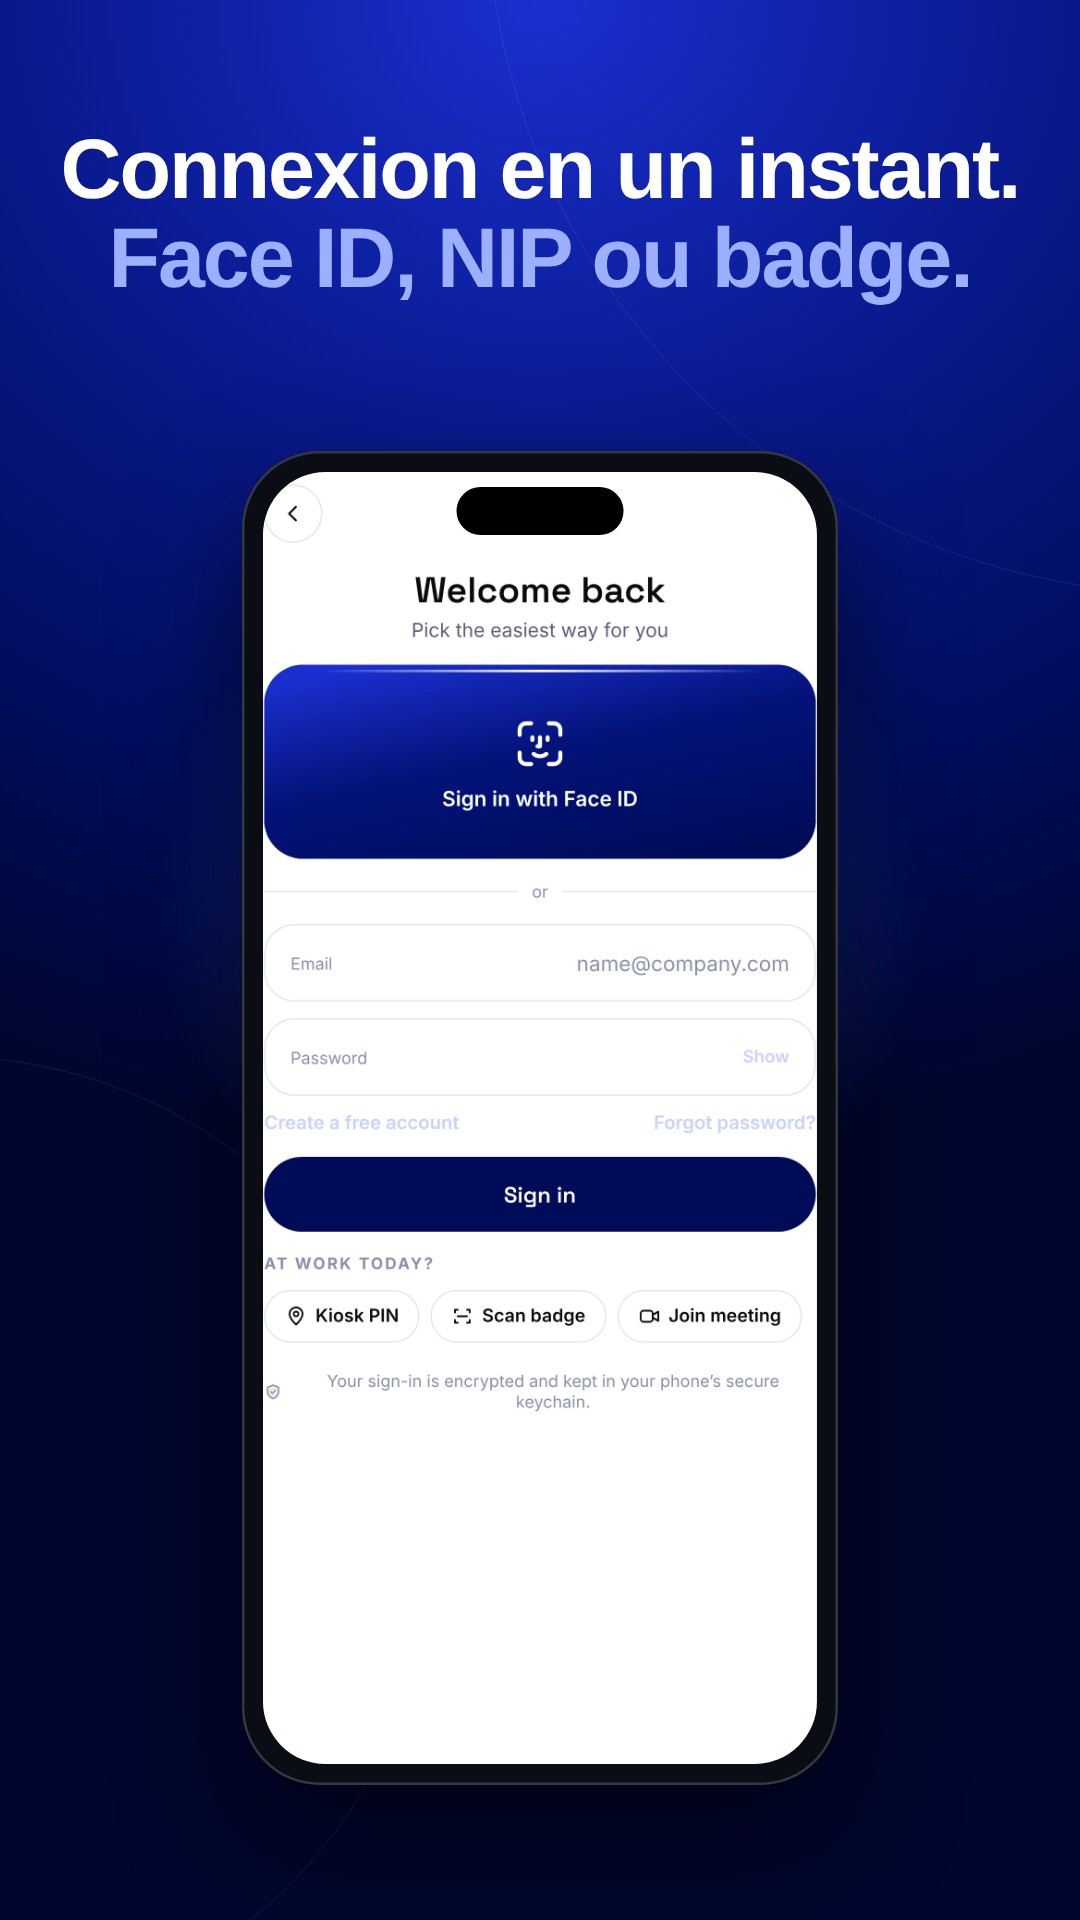 Connexion en un instant.
Face ID, NIP ou badge.
Welcome back
Pick the easiest way for you
Sign in with Face ID
or
Email
name@company.com
Password
Show
Create a free account
Forgot password?
Sign in
AT WORK TODAY?
Kiosk PIN
Scan badge
Join meeting
Your sign-in is encrypted and kept in your phone’s secure
keychain.